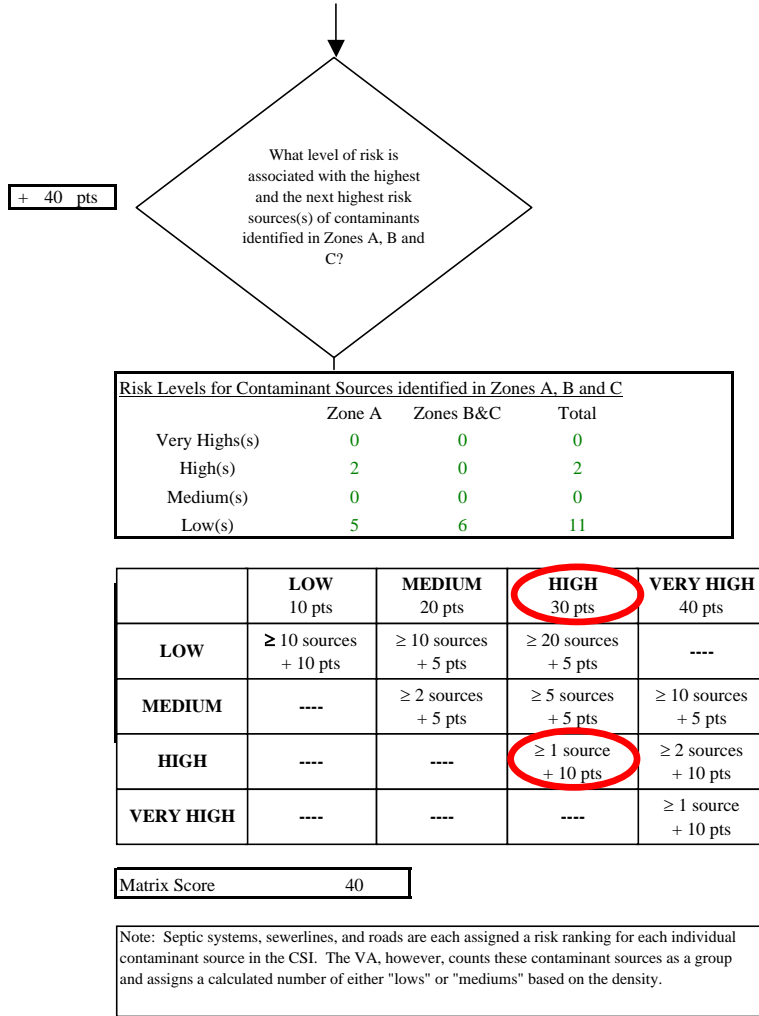 What level of risk is
associated with the highest
and the next highest risk
sources(s) of contaminants
identified in Zones A, B and
C?
+ 40 pts
Risk Levels for Contaminant Sources identified in Zones A, B and C
Zone A Zones B&C Total
Very Highs(s) 0 0 0
High(s) 2 0 2
Medium(s) 0 0 0
Low(s) 5 6 11
LOW MEDIUM HIGH VERY HIGH
10 pts 20 pts 30 pts 40 pts
LOW ≥ 10 sources + 10 pts ≥ 10 sources + 5 pts ≥ 20 sources + 5 pts ----
MEDIUM ---- ≥ 2 sources + 5 pts ≥ 5 sources + 5 pts ≥ 10 sources + 5 pts
HIGH ---- ---- ≥ 1 source + 10 pts ≥ 2 sources + 10 pts
VERY HIGH ---- ---- ---- ≥ 1 source + 10 pts
Matrix Score 40
Note: Septic systems, sewerlines, and roads are each assigned a risk ranking for each individual
contaminant source in the CSI. The VA, however, counts these contaminant sources as a group
and assigns a calculated number of either "lows" or "mediums" based on the density.